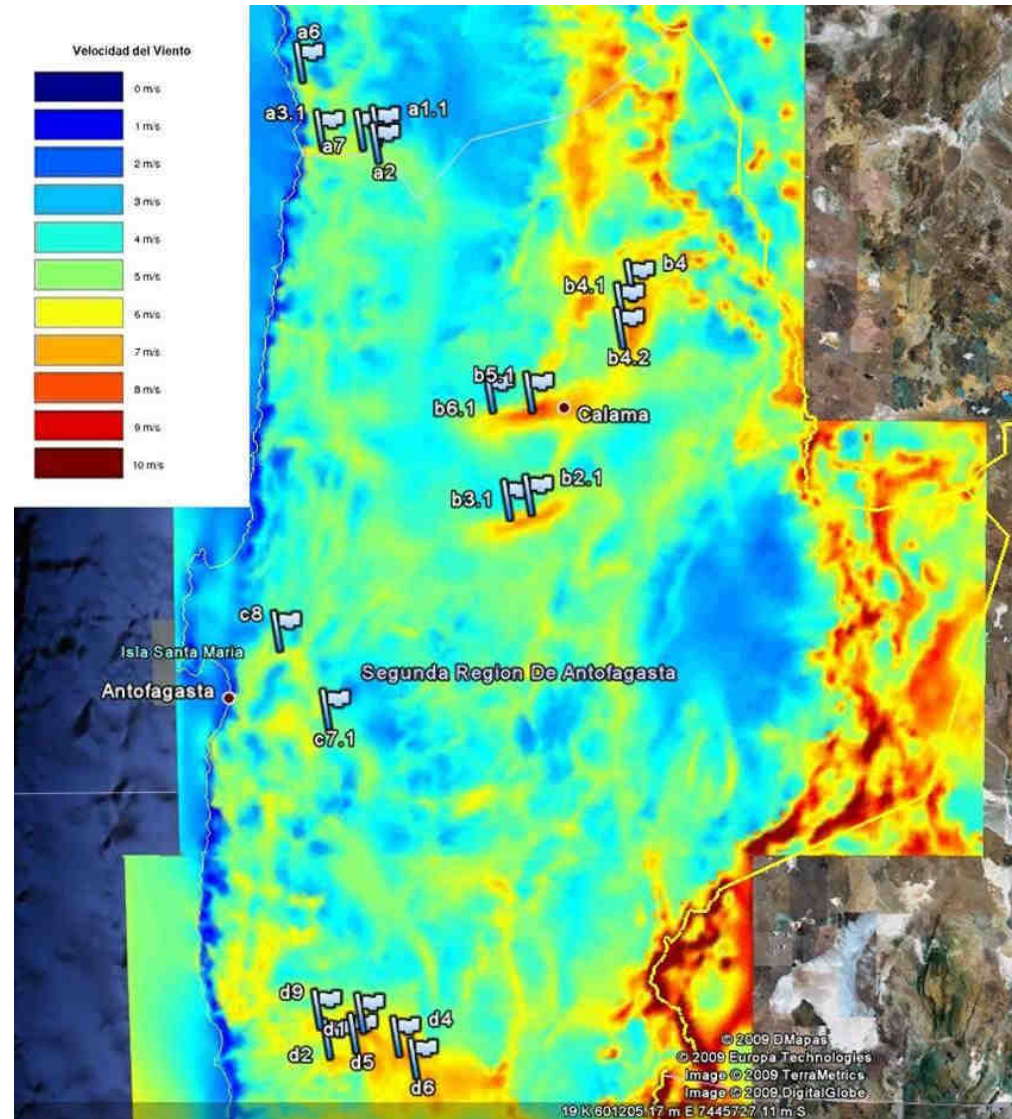 Velocidad del Viento
0 m/s
1 m/s
2 m/s
3 m/s
4 m/s
5 m/s
6 m/s
7 m/s
8 m/s
9 m/s
10 m/s
a6
a3.1
a1.1
a7
a2
b4
b4.1
b4.2
b5.1
b6.1
Calama
b2.1
b3.1
c8
Isla Santa Maria
Segunda Region De Antofagasta
Antofagasta
c7.1
d9
d1
d4
d2
d5
d6
© 2009 DMapas
© 2009 Europa Technologies
Image © 2009 TerraMetrics
Image © 2009 DigitalGlobe
19 K 601205.17 m E 7445727.11 m S